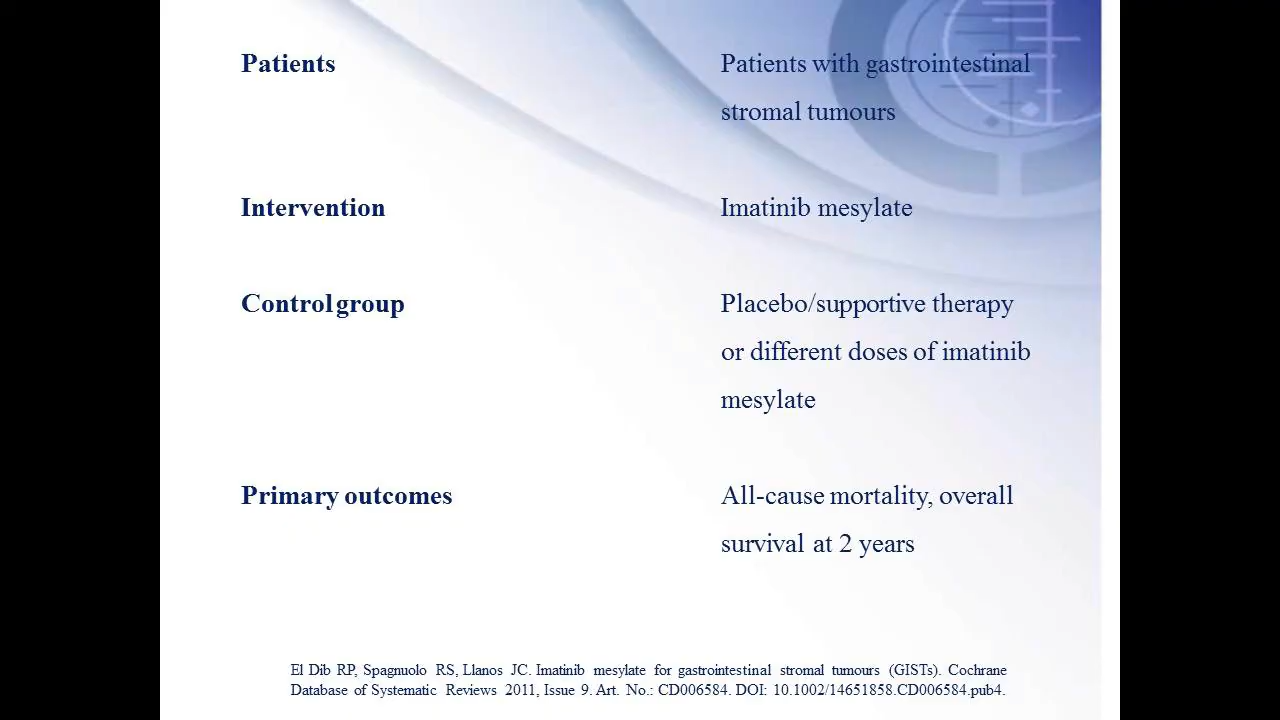 Patients
Patients with gastrointestinal
stromal tumours
Intervention
Imatinib mesylate
Control group
Placebo/supportive therapy
or different doses of imatinib
mesylate
Primary outcomes
All-cause mortality, overall
survival at 2 years
El Dib RP, Spagnuolo RS, Llanos JC. Imatinib mesylate for gastrointestinal stromal tumours (GISTs). Cochrane
Database of Systematic Reviews 2011, Issue 9. Art. No.: CD006584. DOI: 10.1002/14651858.CD006584.pub4.